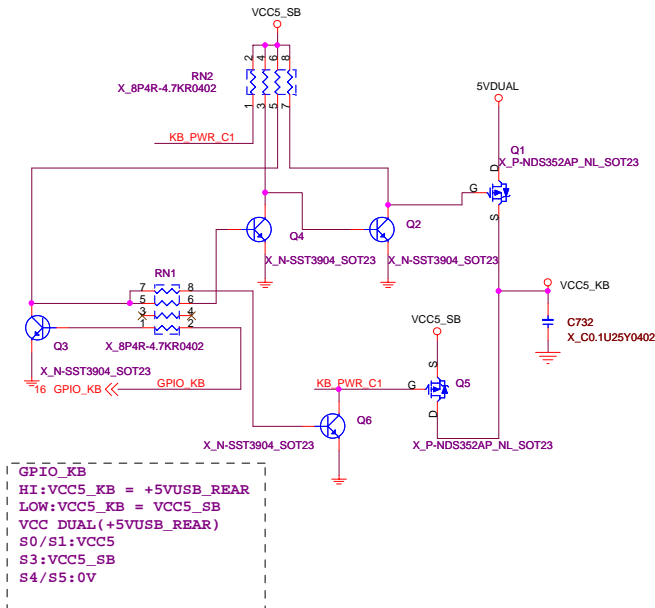 VCC5_SB
2 4 6 8
RN2
X_8P4R-4.7KR0402
1 3 5 7
KB_PWR_C1
5VDUAL
Q1
X_P-NDS352AP_NL_SOT23
D
G
S
Q4
X_N-SST3904_SOT23
Q2
X_N-SST3904_SOT23
RN1
7 8
5 6
3 4
1 2
X_8P4R-4.7KR0402
Q3
X_N-SST3904_SOT23
16 GPIO_KB
GPIO_KB
VCC5_KB
C732
X_C0.1U25Y0402
VCC5_SB
S
Q5
G
D
X_P-NDS352AP_NL_SOT23
KB_PWR_C1
Q6
X_N-SST3904_SOT23
GPIO_KB
HI:VCC5_KB = +5VUSB_REAR
LOW:VCC5_KB = VCC5_SB
VCC DUAL(+5VUSB_REAR)
S0/S1:VCC5
S3:VCC5_SB
S4/S5:0V